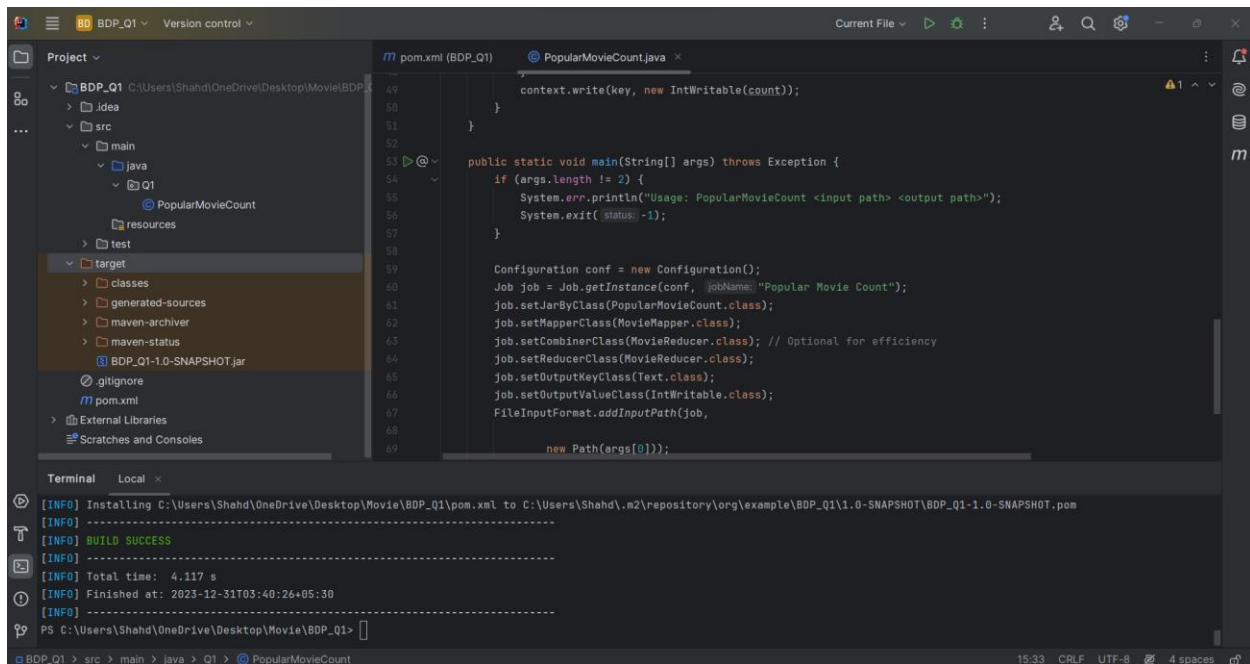 BD BDP_Q1 Version control Current File
Project
BDP_Q1 C:\Users\Shahd\OneDrive\Desktop\Movie\BDP_
.idea
src
main
java
Q1
PopularMovieCount
resources
test
target
classes
generated-sources
maven-archiver
maven-status
BDP_Q1-1.0-SNAPSHOT.jar
.gitignore
m pom.xml
External Libraries
Scratches and Consoles
m pom.xml (BDP_Q1) © PopularMovieCount.java ×
49 context.write(key, new IntWritable(count));
50 }
51 }
52
53 public static void main(String[] args) throws Exception {
54 if (args.length != 2) {
55 System.err.println("Usage: PopularMovieCount <input path> <output path>");
56 System.exit( status: -1);
57 }
58
59 Configuration conf = new Configuration();
60 Job job = Job.getInstance(conf, jobName: "Popular Movie Count");
61 job.setJarByClass(PopularMovieCount.class);
62 job.setMapperClass(MovieMapper.class);
63 job.setCombinerClass(MovieReducer.class); // Optional for efficiency
64 job.setReducerClass(MovieReducer.class);
65 job.setOutputKeyClass(Text.class);
66 job.setOutputValueClass(IntWritable.class);
67 FileInputFormat.addInputPath(job,
68
69 new Path(args[0]));
1
m
Terminal Local ×
[INFO] Installing C:\Users\Shahd\OneDrive\Desktop\Movie\BDP_Q1\pom.xml to C:\Users\Shahd\.m2\repository\org\example\BDP_Q1\1.0-SNAPSHOT\BDP_Q1-1.0-SNAPSHOT.pom
[INFO] ------------------------------------------------------------------------
[INFO] BUILD SUCCESS
[INFO] ------------------------------------------------------------------------
[INFO] Total time:  4.117 s
[INFO] Finished at: 2023-12-31T03:40:26+05:30
[INFO] ------------------------------------------------------------------------
PS C:\Users\Shahd\OneDrive\Desktop\Movie\BDP_Q1>
BDP_Q1 > src > main > java > Q1 > © PopularMovieCount 15:33 CRLF UTF-8 4 spaces